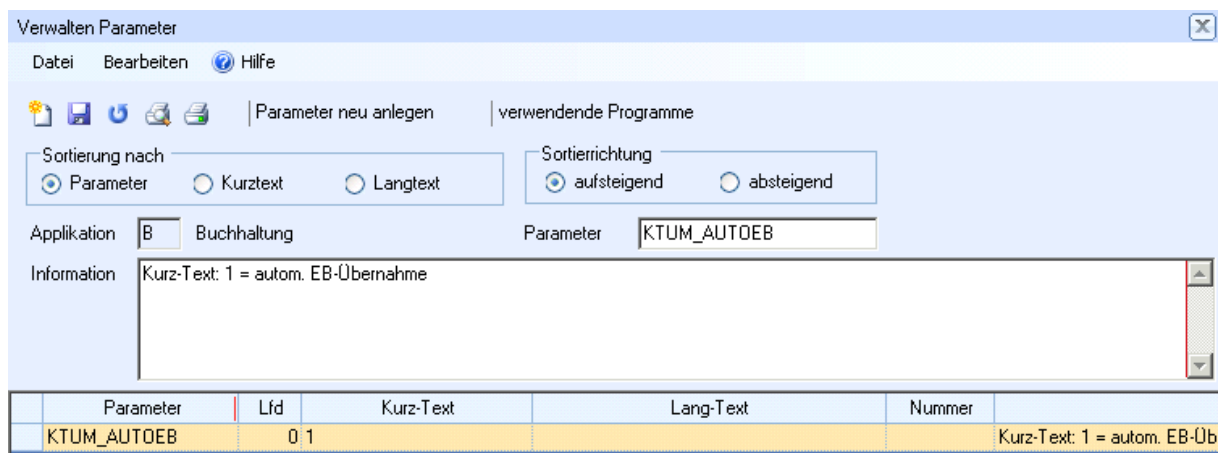 Verwalten Parameter
Datei Bearbeiten Hilfe
Parameter neu anlegen verwendende Programme
Sortierung nach Sortierrichtung
Parameter Kurztext Langtext aufsteigend absteigend
Applikation B Buchhaltung Parameter KTUM_AUTOEB
Information Kurz-Text: 1 = autom. EB-Übernahme
Parameter Lfd Kurz-Text Lang-Text Nummer
KTUM_AUTOEB 0 1 Kurz-Text: 1 = autom. EB-Üb